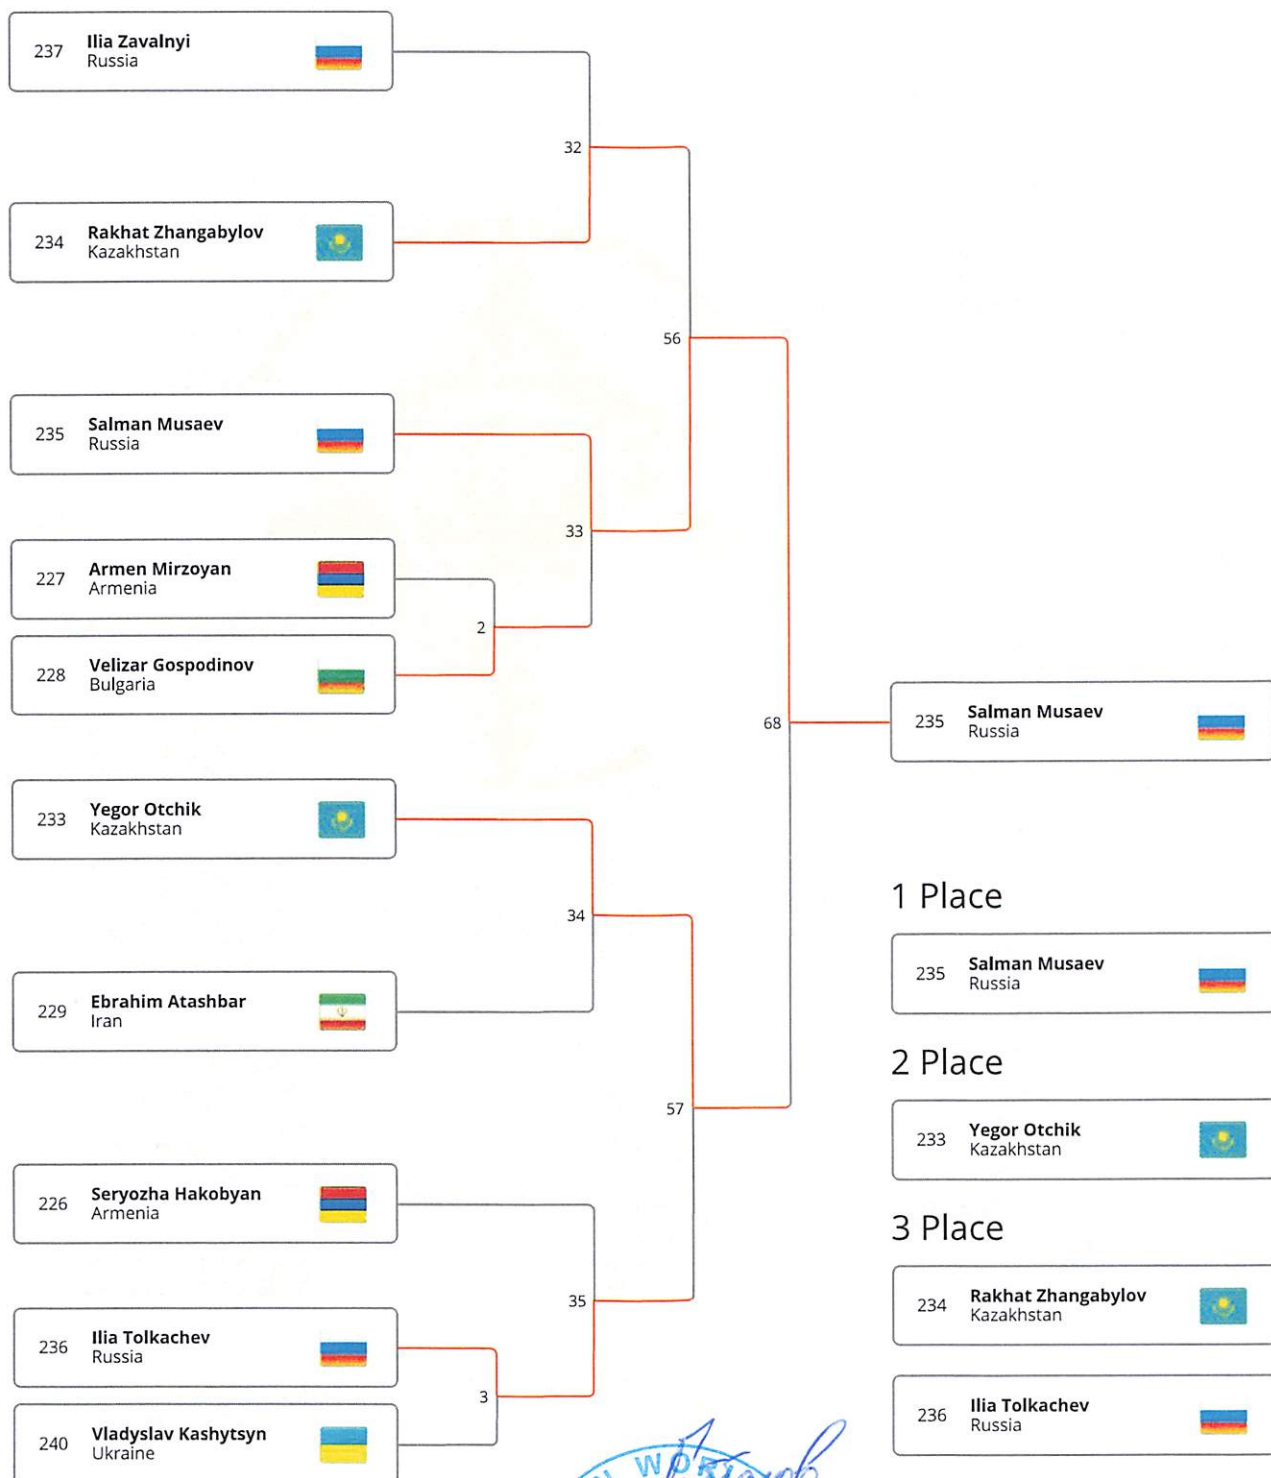 237 Ilia Zavalnyi
Russia
32
234 Rakhat Zhangabylov
Kazakhstan
56
235 Salman Musaev
Russia
33
227 Armen Mirzoyan
Armenia
2
228 Velizar Gospodinov
Bulgaria
68
235 Salman Musaev
Russia
233 Yegor Otchik
Kazakhstan
34
229 Ebrahim Atashbar
Iran
57
226 Seryozha Hakobyan
Armenia
35
236 Ilia Tolkachev
Russia
3
240 Vladyslav Kashytsyn
Ukraine
1 Place
235 Salman Musaev
Russia
2 Place
233 Yegor Otchik
Kazakhstan
3 Place
234 Rakhat Zhangabylov
Kazakhstan
236 Ilia Tolkachev
Russia